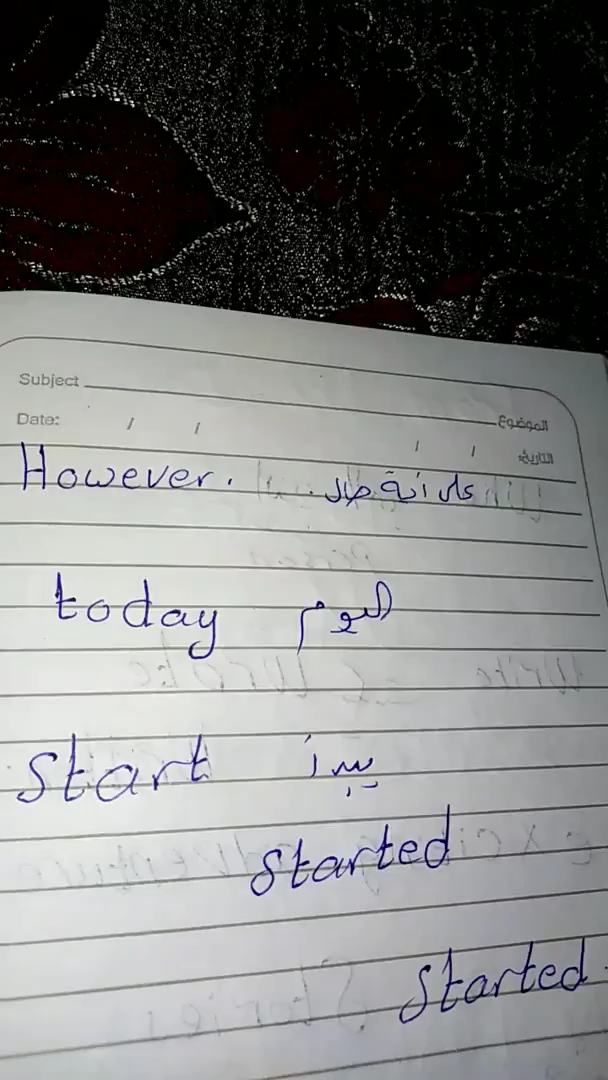 Subject الموضوع
Date: / / / / التاريخ:
However. على أية حال.
today اليوم
start يبدأ
started
started.